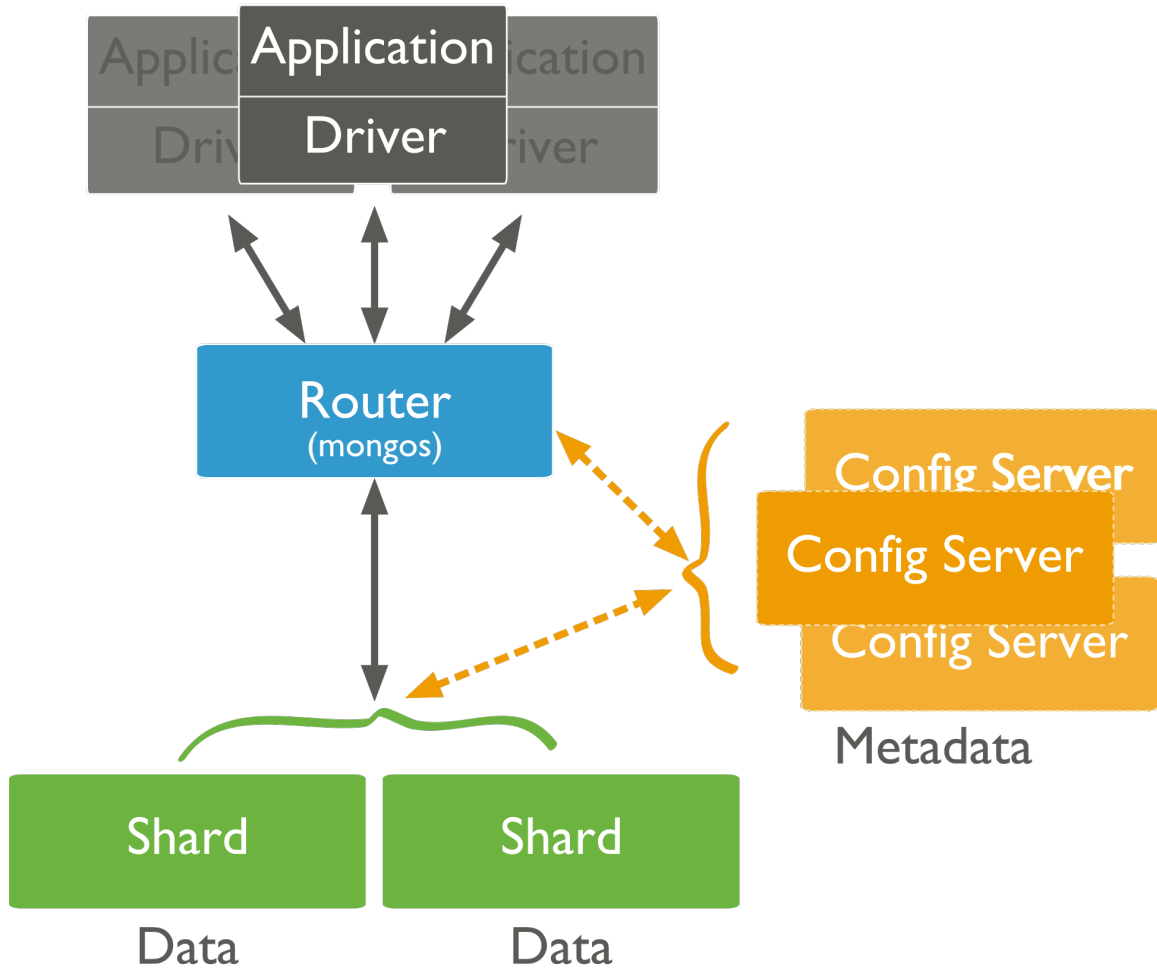 Application
Driver
Router
(mongos)
Config Server
Config Server
Config Server
Metadata
Shard
Shard
Data
Data